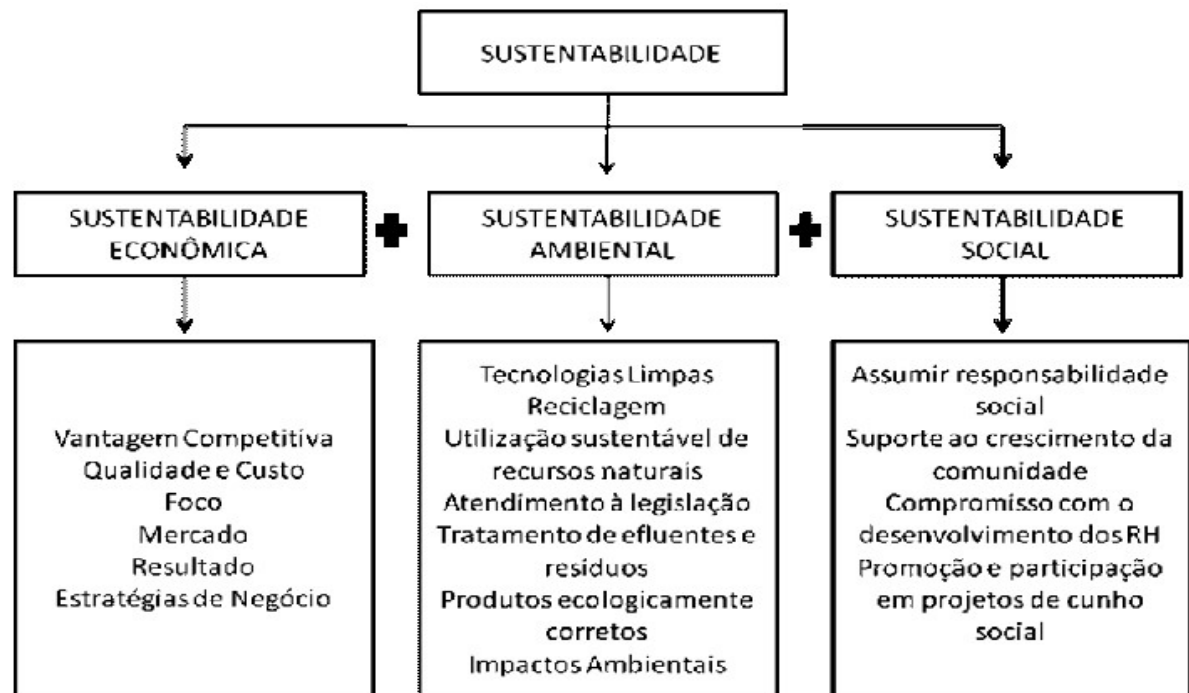 SUSTENTABILIDADE
SUSTENTABILIDADE
ECONÔMICA
SUSTENTABILIDADE
AMBIENTAL
SUSTENTABILIDADE
SOCIAL
Vantagem Competitiva
Qualidade e Custo
Foco
Mercado
Resultado
Estratégias de Negócio
Tecnologias Limpas
Reciclagem
Utilização sustentável de
recursos naturais
Atendimento à legislação
Tratamento de efluentes e
resíduos
Produtos ecologicamente
corretos
Impactos Ambientais
Assumir responsabilidade
social
Suporte ao crescimento da
comunidade
Compromisso com o
desenvolvimento dos RH
Promoção e participação
em projetos de cunho
social